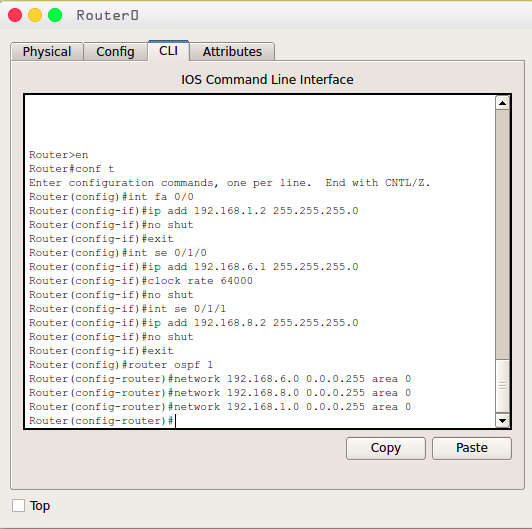 Router0
Physical Config CLI Attributes
IOS Command Line Interface
Router>en
Router#conf t
Enter configuration commands, one per line.  End with CNTL/Z.
Router(config)#int fa 0/0
Router(config-if)#ip add 192.168.1.2 255.255.255.0
Router(config-if)#no shut
Router(config-if)#exit
Router(config)#int se 0/1/0
Router(config-if)#ip add 192.168.6.1 255.255.255.0
Router(config-if)#clock rate 64000
Router(config-if)#no shut
Router(config-if)#int se 0/1/1
Router(config-if)#ip add 192.168.8.2 255.255.255.0
Router(config-if)#no shut
Router(config-if)#exit
Router(config)#router ospf 1
Router(config-router)#network 192.168.6.0 0.0.0.255 area 0
Router(config-router)#network 192.168.8.0 0.0.0.255 area 0
Router(config-router)#network 192.168.1.0 0.0.0.255 area 0
Router(config-router)#
Copy Paste
Top